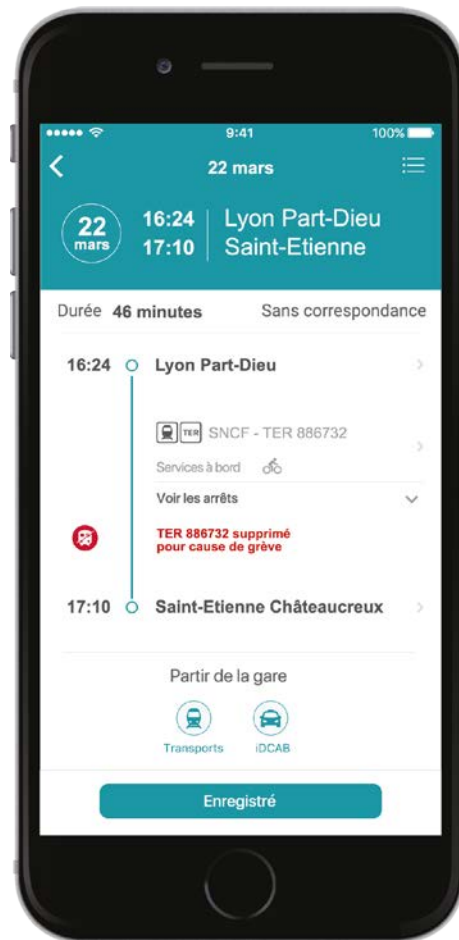 9:41
100%
22 mars
22
mars
16:24 Lyon Part-Dieu
17:10 Saint-Etienne
Durée 46 minutes Sans correspondance
16:24 Lyon Part-Dieu
TER SNCF - TER 886732
Services à bord
Voir les arrêts
TER 886732 supprimé
pour cause de grève
17:10 Saint-Etienne Châteaucreux
Partir de la gare
Transports iDCAB
Enregistré